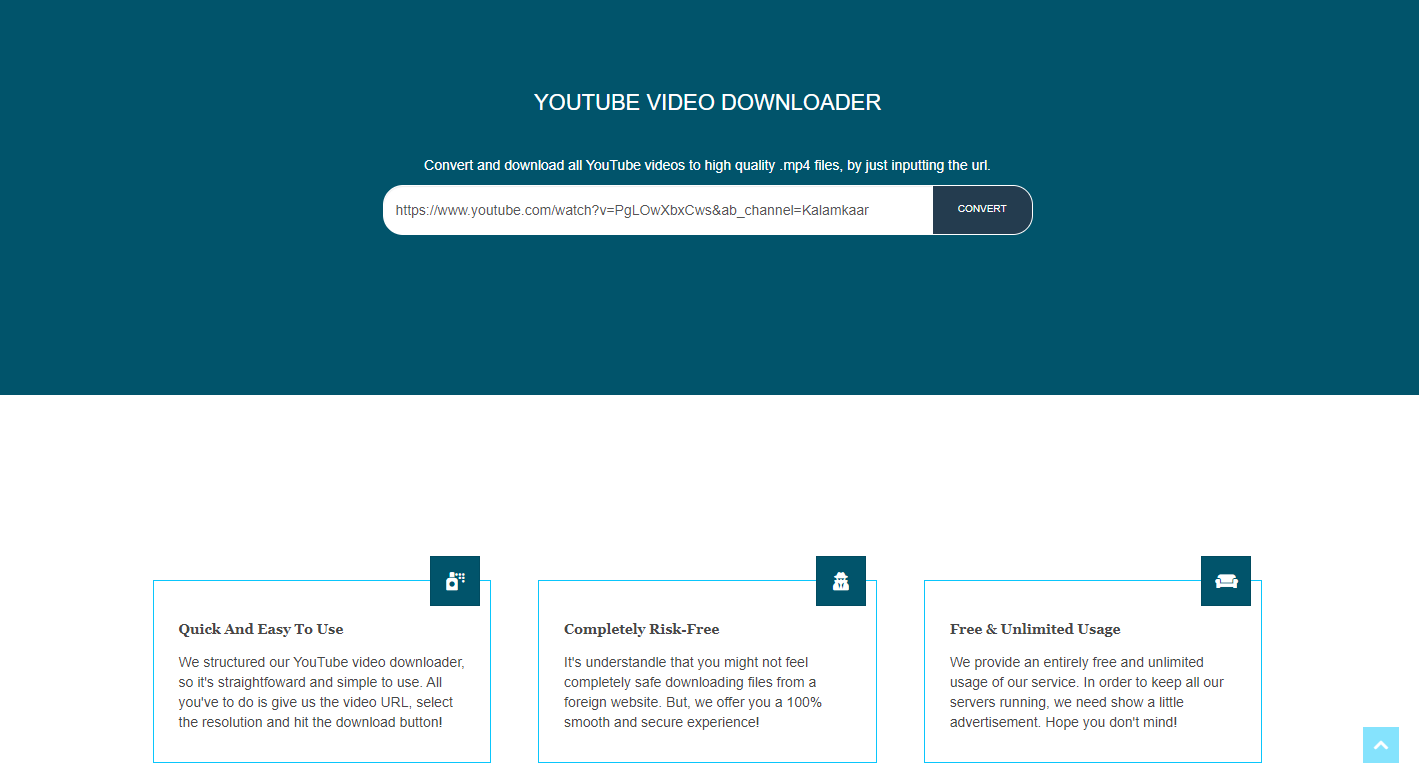 YOUTUBE VIDEO DOWNLOADER
Convert and download all YouTube videos to high quality .mp4 files, by just inputting the url.
https://www.youtube.com/watch?v=PgLOwXbxCws&ab_channel=Kalamkaar
CONVERT
Quick And Easy To Use
We structured our YouTube video downloader,
so it's straightfoward and simple to use. All
you've to do is give us the video URL, select
the resolution and hit the download button!
Completely Risk-Free
It's understandle that you might not feel
completely safe downloading files from a
foreign website. But, we offer you a 100%
smooth and secure experience!
Free & Unlimited Usage
We provide an entirely free and unlimited
usage of our service. In order to keep all our
servers running, we need show a little
advertisement. Hope you don't mind!